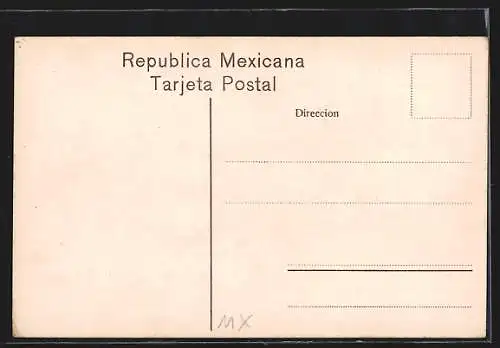 Republica Mexicana
Tarjeta Postal
Direccion
MX